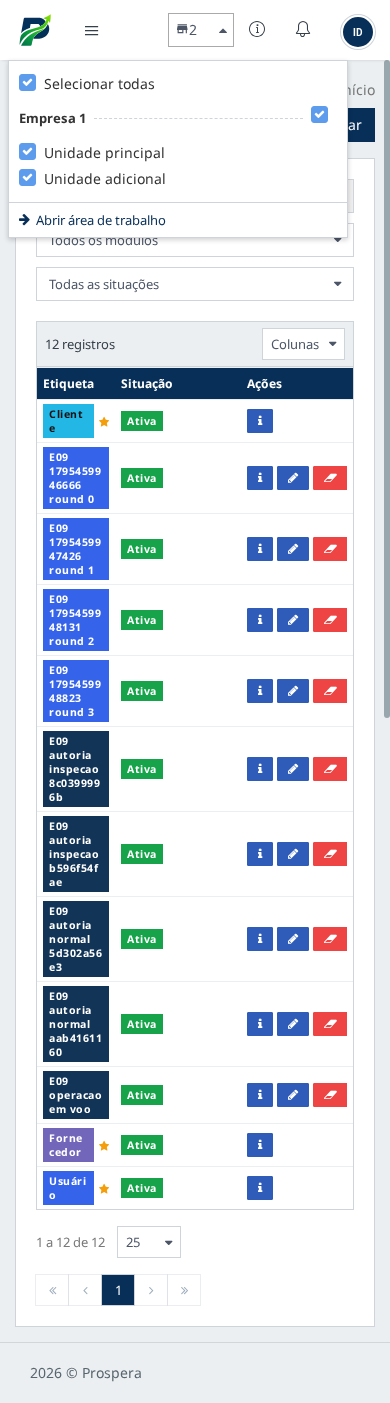 2
ID
Selecionar todas
Empresa 1
Unidade principal
Unidade adicional
Abrir área de trabalho
nício
ar
Todos os módulos
Todas as situações
12 registros
Colunas
Etiqueta Situação Ações
Client
e
Ativa
E09
17954599
46666
round 0
Ativa
E09
17954599
47426
round 1
Ativa
E09
17954599
48131
round 2
Ativa
E09
17954599
48823
round 3
Ativa
E09
autoria
inspecao
8c039999
6b
Ativa
E09
autoria
inspecao
b596f54f
ae
Ativa
E09
autoria
normal
5d302a56
e3
Ativa
E09
autoria
normal
aab41611
60
Ativa
E09
operacao
em voo
Ativa
Forne
cedor
Ativa
Usuári
o
Ativa
1 a 12 de 12
25
« ‹ 1 › »
2026 © Prospera